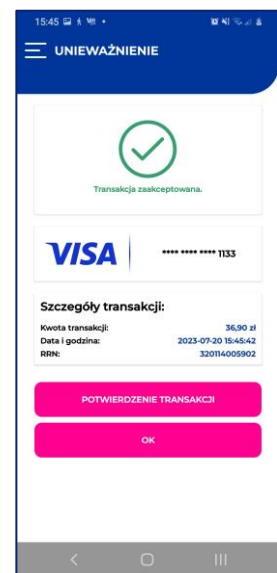 15:45
UNIEWAŻNIENIE
Transakcja zaakceptowana.
VISA **** **** **** 1133
Szczegóły transakcji:
Kwota transakcji: 36,90 zł
Data i godzina: 2023-07-20 15:45:42
RRN: 320114005902
POTWIERDZENIE TRANSAKCJI
OK